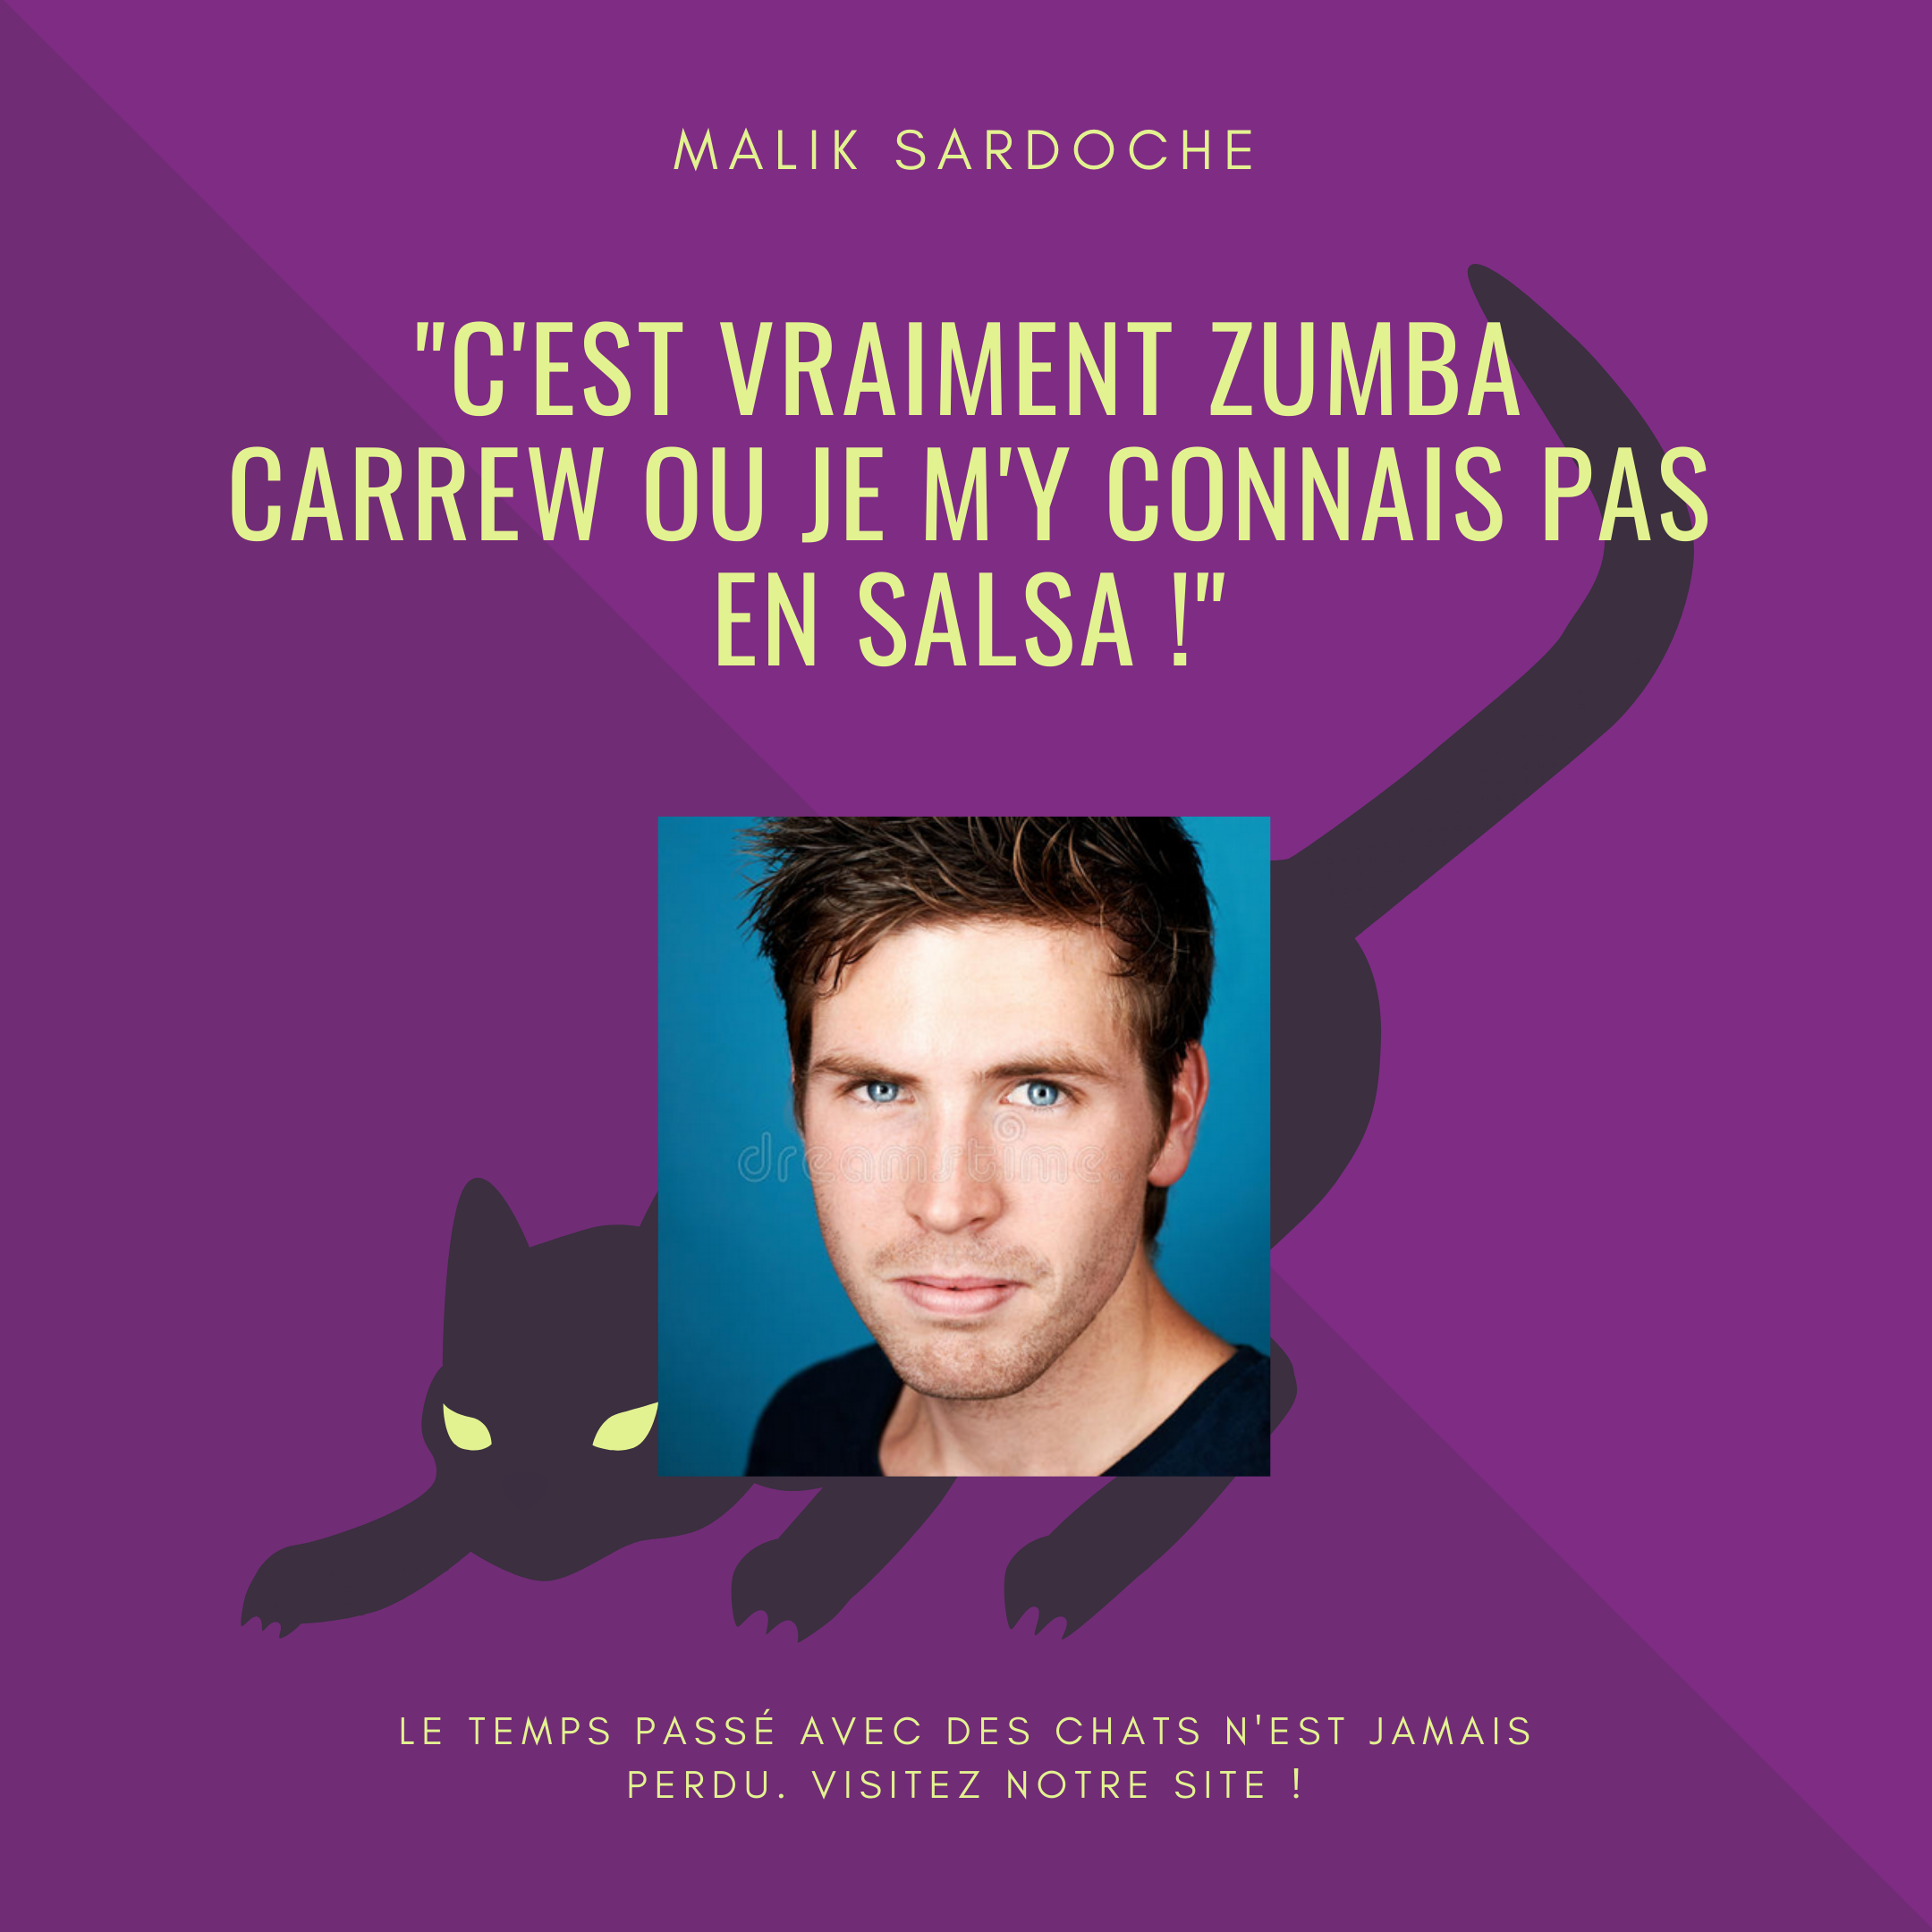 MALIK SARDOCHE
"C'EST VRAIMENT ZUMBA
CARREW OU JE M'Y CONNAIS PAS
EN SALSA !"
dreamstime.
LE TEMPS PASSÉ AVEC DES CHATS N'EST JAMAIS
PERDU. VISITEZ NOTRE SITE !